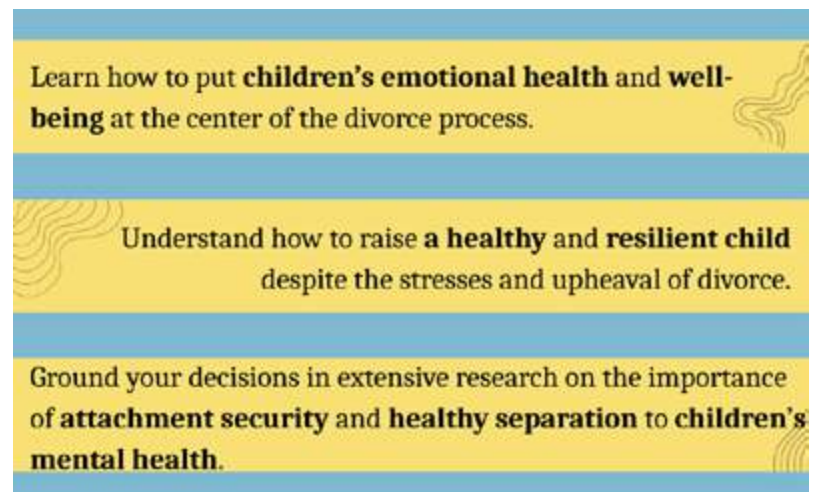 Learn how to put children's emotional health and well-
being at the center of the divorce process.
Understand how to raise a healthy and resilient child
despite the stresses and upheaval of divorce.
Ground your decisions in extensive research on the importance
of attachment security and healthy separation to children's
mental health.